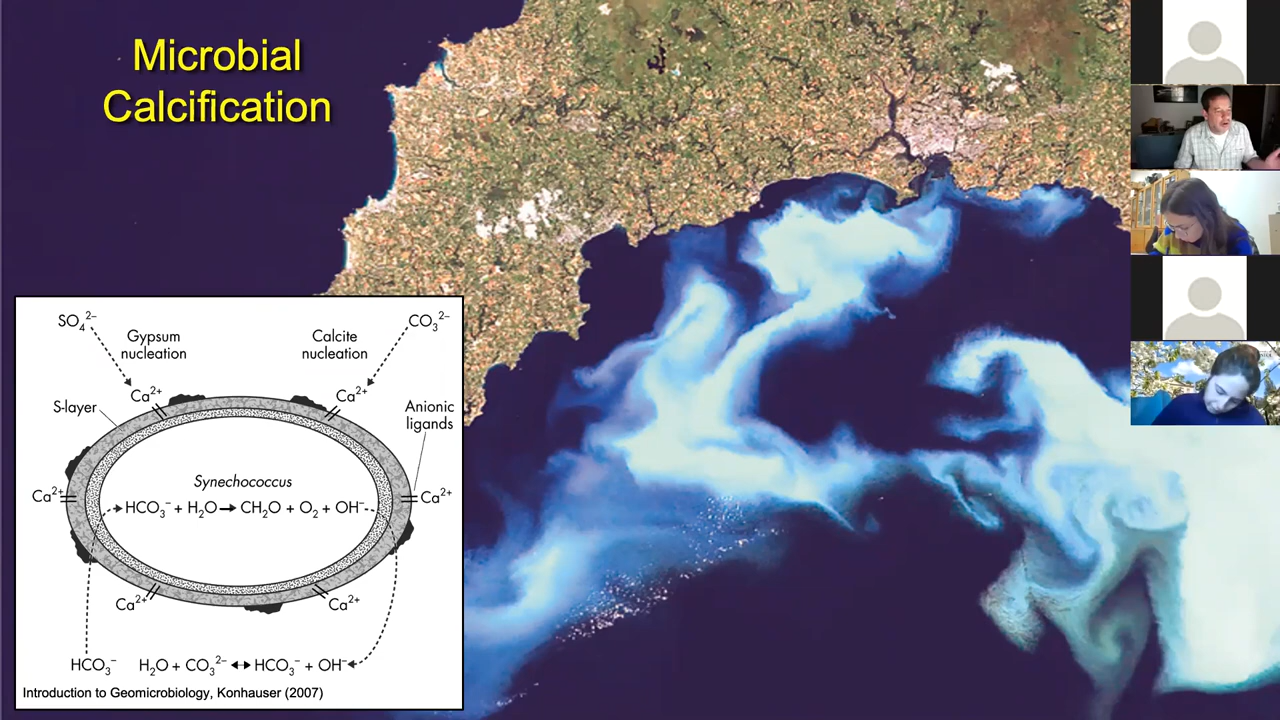 Microbial
Calcification
SO₄²⁻
Gypsum
nucleation
Calcite
nucleation
CO₃²⁻
Ca²⁺
Ca²⁺
S-layer
Anionic
ligands
Synechococcus
Ca²⁺
Ca²⁺
HCO₃⁻ + H₂O → CH₂O + O₂ + OH⁻
Ca²⁺
Ca²⁺
HCO₃⁻
H₂O + CO₃²⁻ ↔ HCO₃⁻ + OH⁻
Introduction to Geomicrobiology, Konhauser (2007)